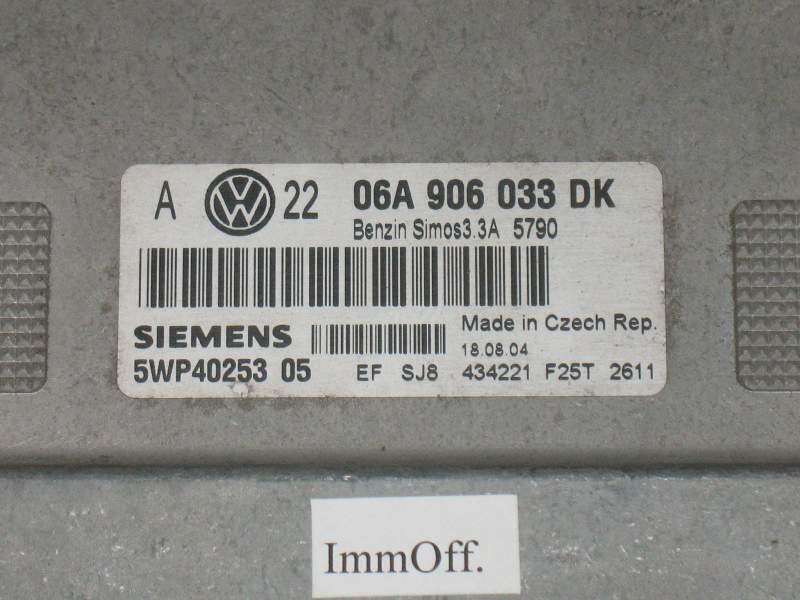 A VW 22 06A 906 033 DK
Benzin Simos3.3A 5790
SIEMENS Made in Czech Rep.
18.08.04
5WP40253 05 EF SJ8 434221 F25T 2611
ImmOff.